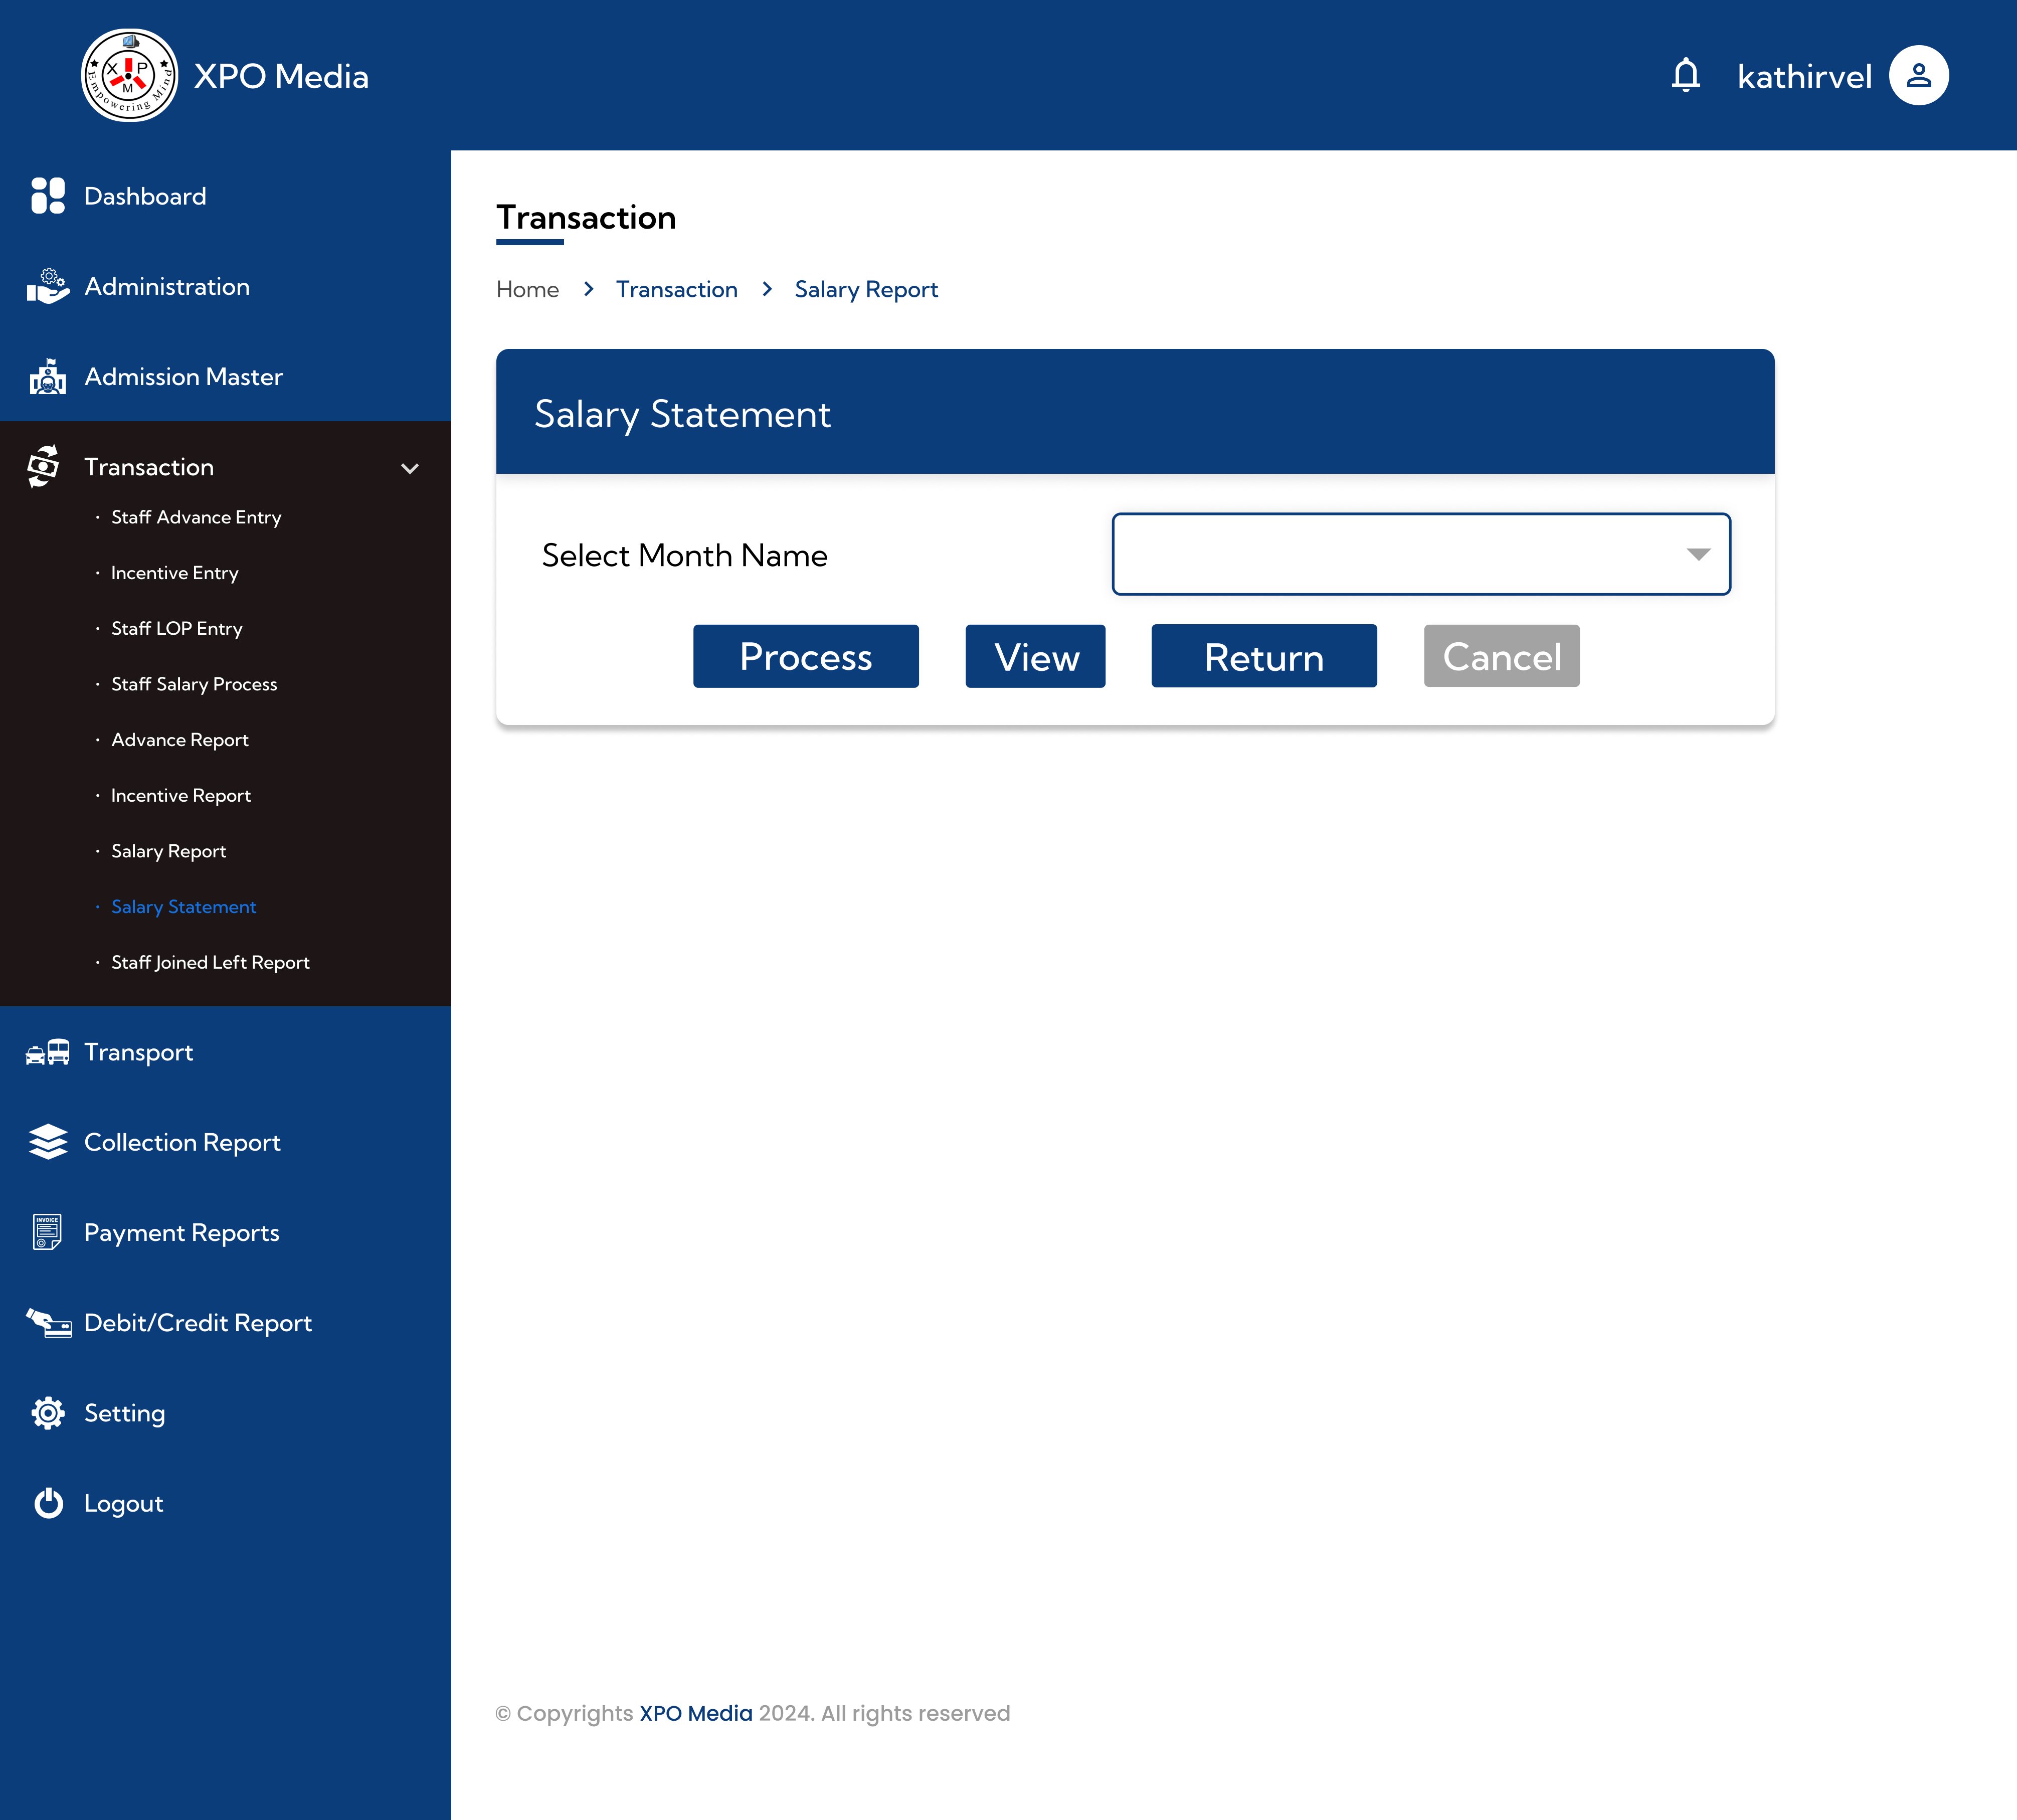 X P M
Empowering Mind
XPO Media
kathirvel
Dashboard
Administration
Admission Master
Transaction
· Staff Advance Entry
· Incentive Entry
· Staff LOP Entry
· Staff Salary Process
· Advance Report
· Incentive Report
· Salary Report
· Salary Statement
· Staff Joined Left Report
Transport
Collection Report
INVOICE
Payment Reports
Debit/Credit Report
Setting
Logout
Transaction
Home > Transaction > Salary Report
Salary Statement
Select Month Name
Process View Return Cancel
© Copyrights XPO Media 2024. All rights reserved